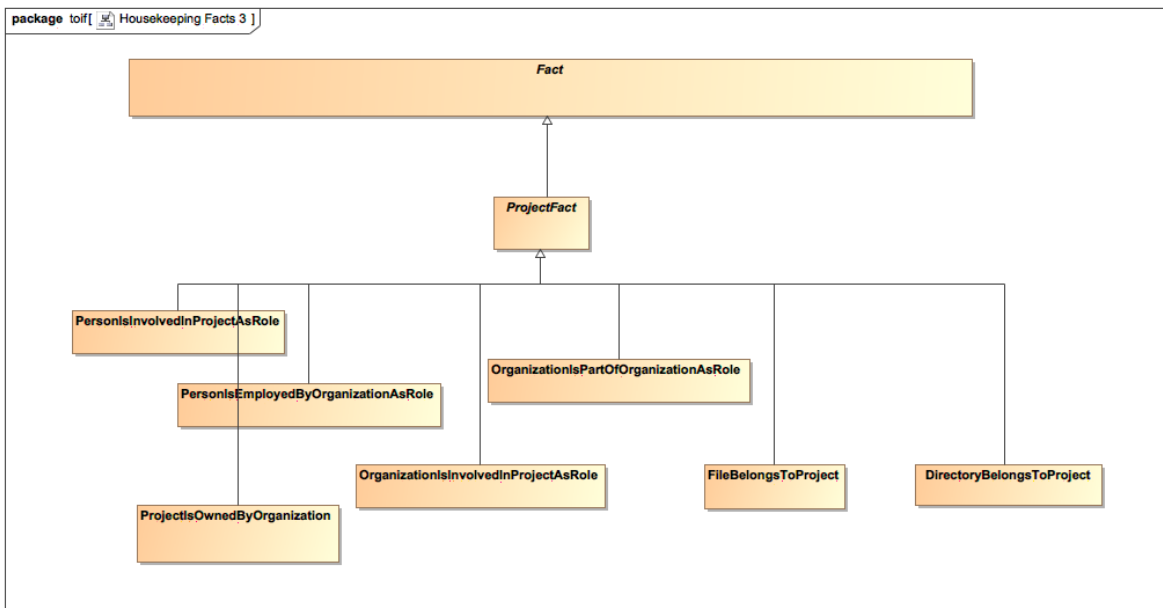 package toif[ Housekeeping Facts 3 ]
Fact
ProjectFact
PersonIsInvolvedInProjectAsRole
OrganizationIsPartOfOrganizationAsRole
PersonIsEmployedByOrganizationAsRole
OrganizationIsInvolvedInProjectAsRole
FileBelongsToProject
DirectoryBelongsToProject
ProjectIsOwnedByOrganization